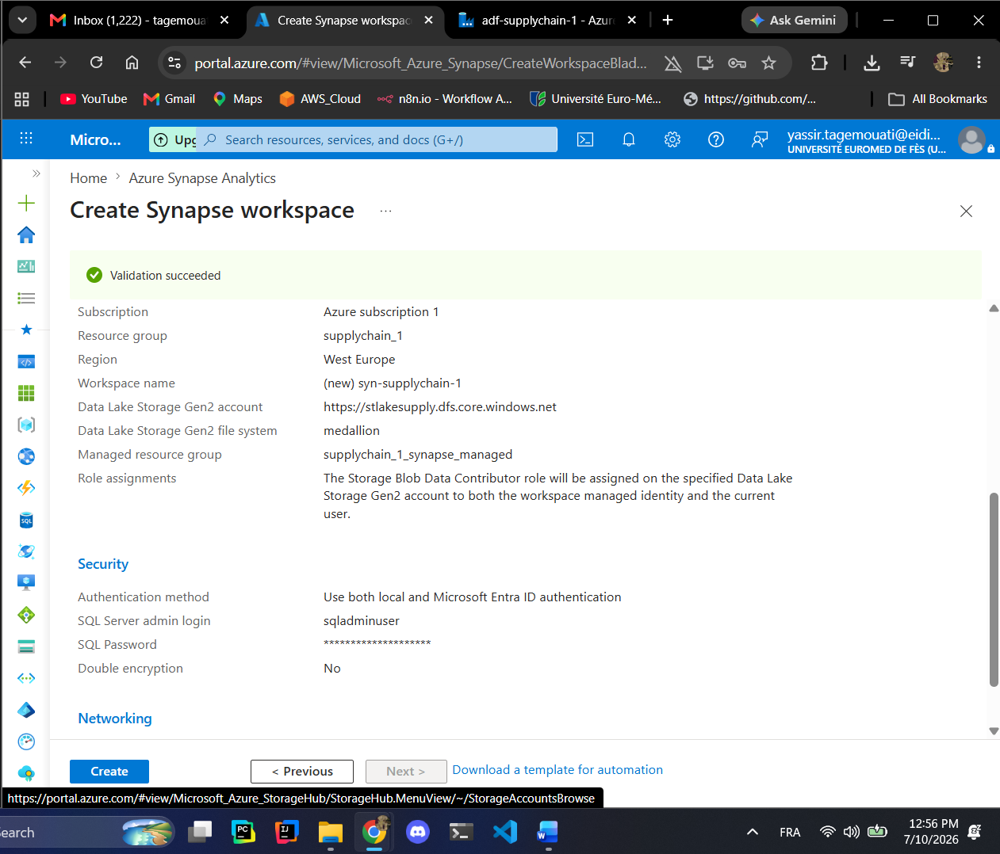 Inbox (1,222) - tagemoua
Create Synapse workspac
adf-supplychain-1 - Azur
Ask Gemini
portal.azure.com/#view/Microsoft_Azure_Synapse/CreateWorkspaceBlad...
YouTube
Gmail
Maps
AWS_Cloud
n8n.io - Workflow A...
Université Euro-Mé...
https://github.com/...
All Bookmarks
Micro...
Upg
Search resources, services, and docs (G+/)
yassir.tagemouati@eidi...
UNIVERSITÉ EUROMED DE FÈS (U...
Home > Azure Synapse Analytics
Create Synapse workspace ...
Validation succeeded
Subscription Azure subscription 1
Resource group supplychain_1
Region West Europe
Workspace name (new) syn-supplychain-1
Data Lake Storage Gen2 account https://stlakesupply.dfs.core.windows.net
Data Lake Storage Gen2 file system medallion
Managed resource group supplychain_1_synapse_managed
Role assignments The Storage Blob Data Contributor role will be assigned on the specified Data Lake
Storage Gen2 account to both the workspace managed identity and the current
user.
Security
Authentication method Use both local and Microsoft Entra ID authentication
SQL Server admin login sqladminuser
SQL Password ********************
Double encryption No
Networking
Create
< Previous
Next >
Download a template for automation
https://portal.azure.com/#view/Microsoft_Azure_StorageHub/StorageHub.MenuView/~/StorageAccountsBrowse
earch
FRA
12:56 PM
7/10/2026